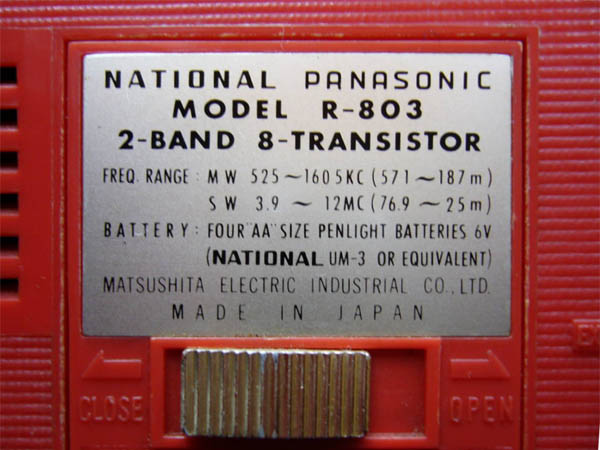 NATIONAL PANASONIC
MODEL R-803
2-BAND 8-TRANSISTOR
FREQ. RANGE : MW 525~1605KC (571~187m)
SW 3.9 ~ 12MC (76.9~25m)
BATTERY : FOUR "AA" SIZE PENLIGHT BATTERIES 6V
(NATIONAL UM-3 OR EQUIVALENT)
MATSUSHITA ELECTRIC INDUSTRIAL CO., LTD.
MADE IN JAPAN
CLOSE OPEN